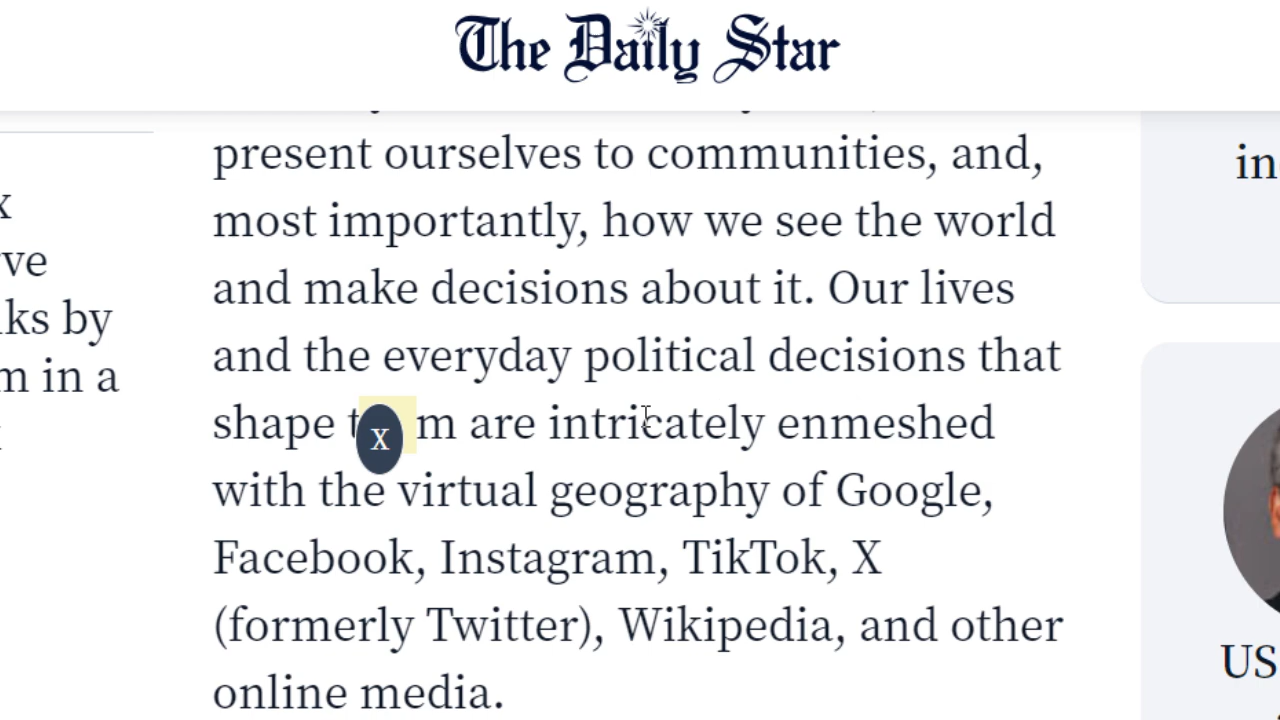 The Daily Star
present ourselves to communities, and,
most importantly, how we see the world
and make decisions about it. Our lives
and the everyday political decisions that
shape t m are intricately enmeshed
X
with the virtual geography of Google,
Facebook, Instagram, TikTok, X
(formerly Twitter), Wikipedia, and other
online media.
x
ve
ks by
m in a
in
US